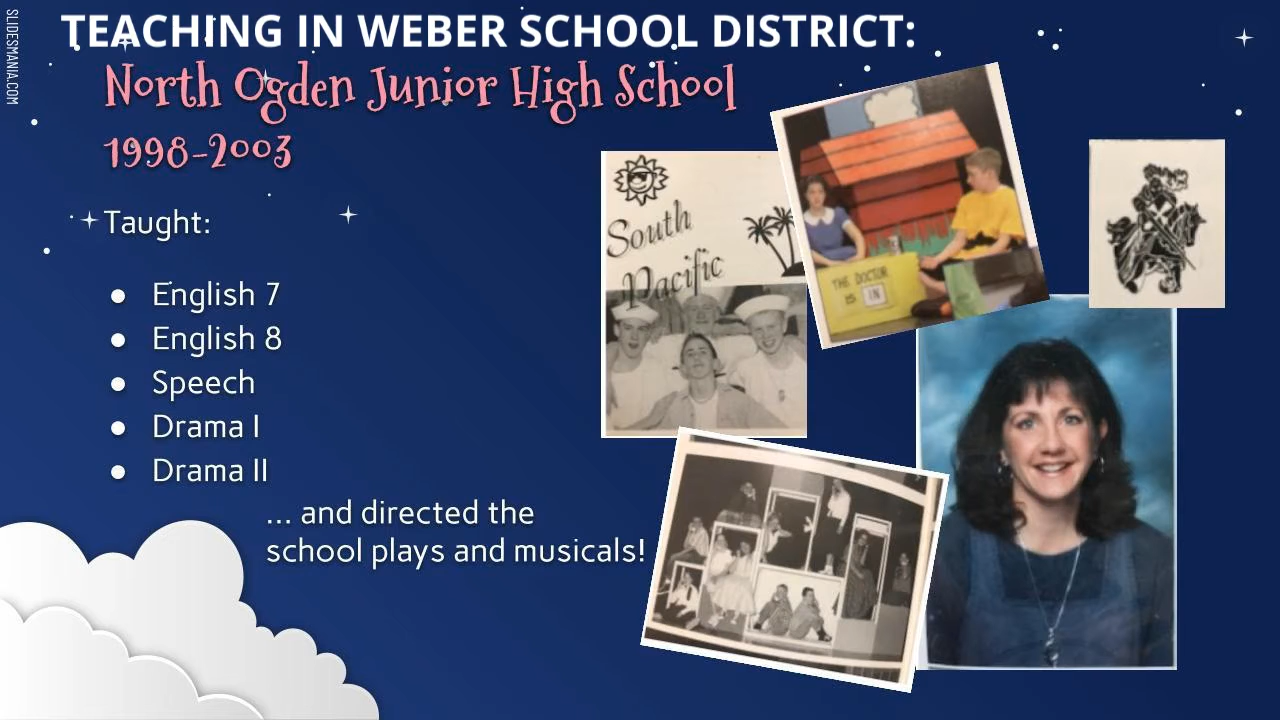 SLIDESMANIA.COM
TEACHING IN WEBER SCHOOL DISTRICT:
North Ogden Junior High School
1998-2003
Taught:
● English 7
● English 8
● Speech
● Drama I
● Drama II
... and directed the
school plays and musicals!
South
Pacific
THE DOCTOR
IS IN